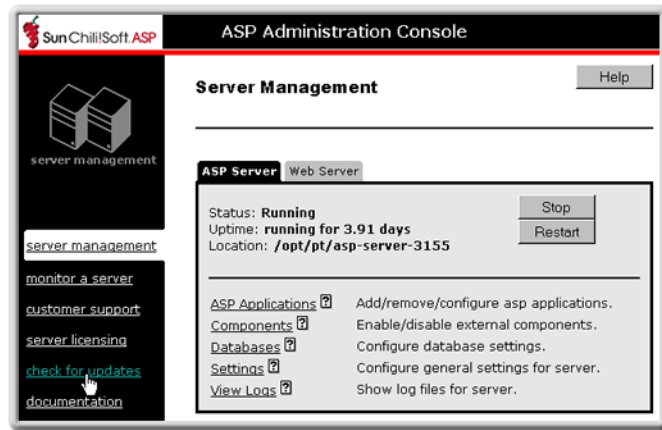 Sun Chili!Soft ASP
ASP Administration Console
Server Management
Help
server management
ASP Server
Web Server
Status: Running
Uptime: running for 3.91 days
Location: /opt/pt/asp-server-3155
Stop
Restart
server management
monitor a server
customer support
server licensing
check for updates
documentation
ASP Applications ? Add/remove/configure asp applications.
Components ? Enable/disable external components.
Databases ? Configure database settings.
Settings ? Configure general settings for server.
View Logs ? Show log files for server.